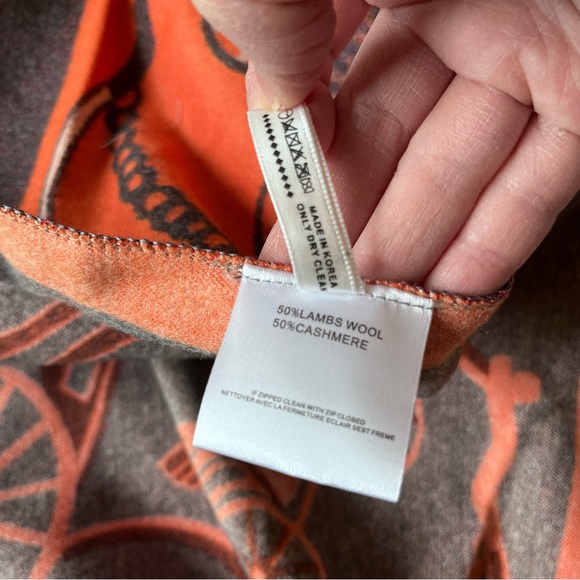 MADE IN KOREA
ONLY DRY CLEAN
50%LAMBS WOOL
50%CASHMERE
IF ZIPPED CLEAN WITH ZIP CLOSED
NETTOYER AVEC LA FERMETURE ECLAIR SEST FREME